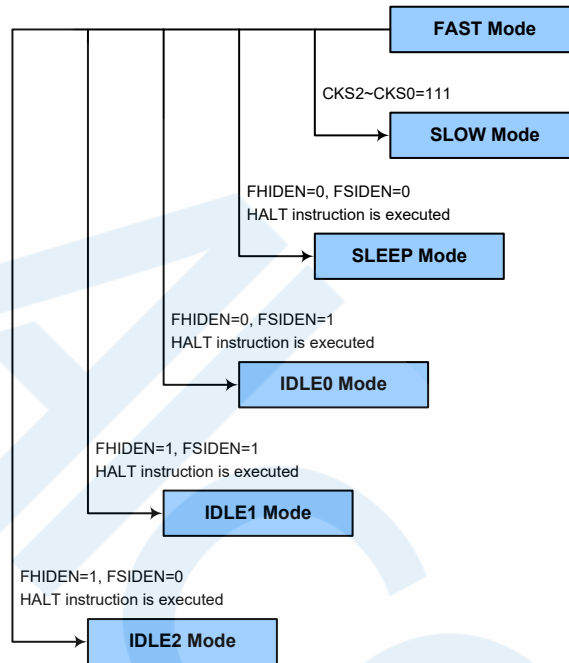 FAST Mode
CKS2~CKS0=111
SLOW Mode
FHIDEN=0, FSIDEN=0
HALT instruction is executed
SLEEP Mode
FHIDEN=0, FSIDEN=1
HALT instruction is executed
IDLE0 Mode
FHIDEN=1, FSIDEN=1
HALT instruction is executed
IDLE1 Mode
FHIDEN=1, FSIDEN=0
HALT instruction is executed
IDLE2 Mode